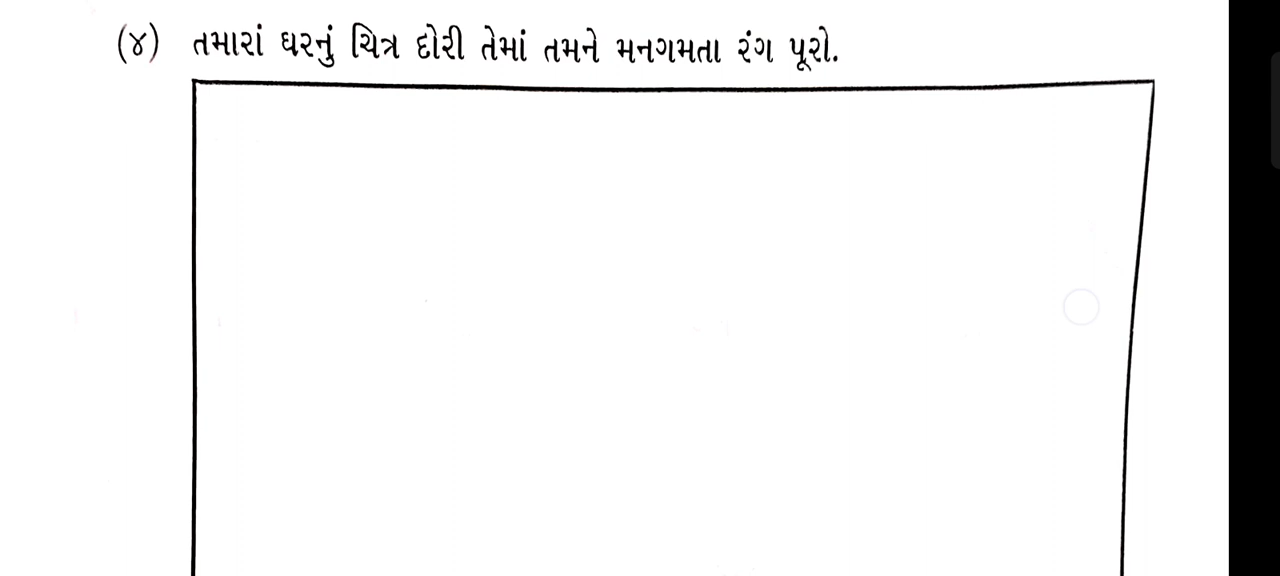 (૪) તમારાં ઘરનું ચિત્ર દોરી તેમાં તમને મનગમતા રંગ પૂરો.